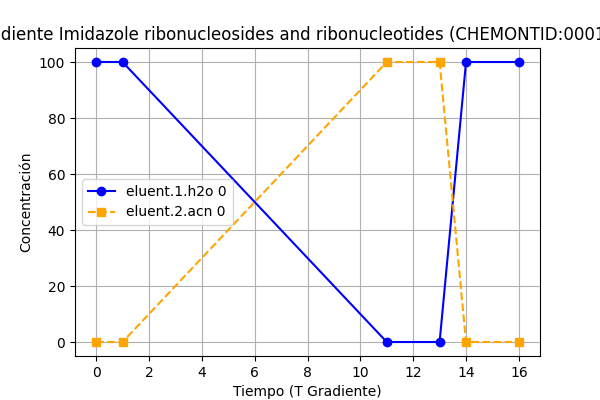 diente Imidazole ribonucleosides and ribonucleotides (CHEMONTID:0001
100
80
60
40
20
0
Concentración
eluent.1.h2o 0
eluent.2.acn 0
0 2 4 6 8 10 12 14 16
Tiempo (T Gradiente)